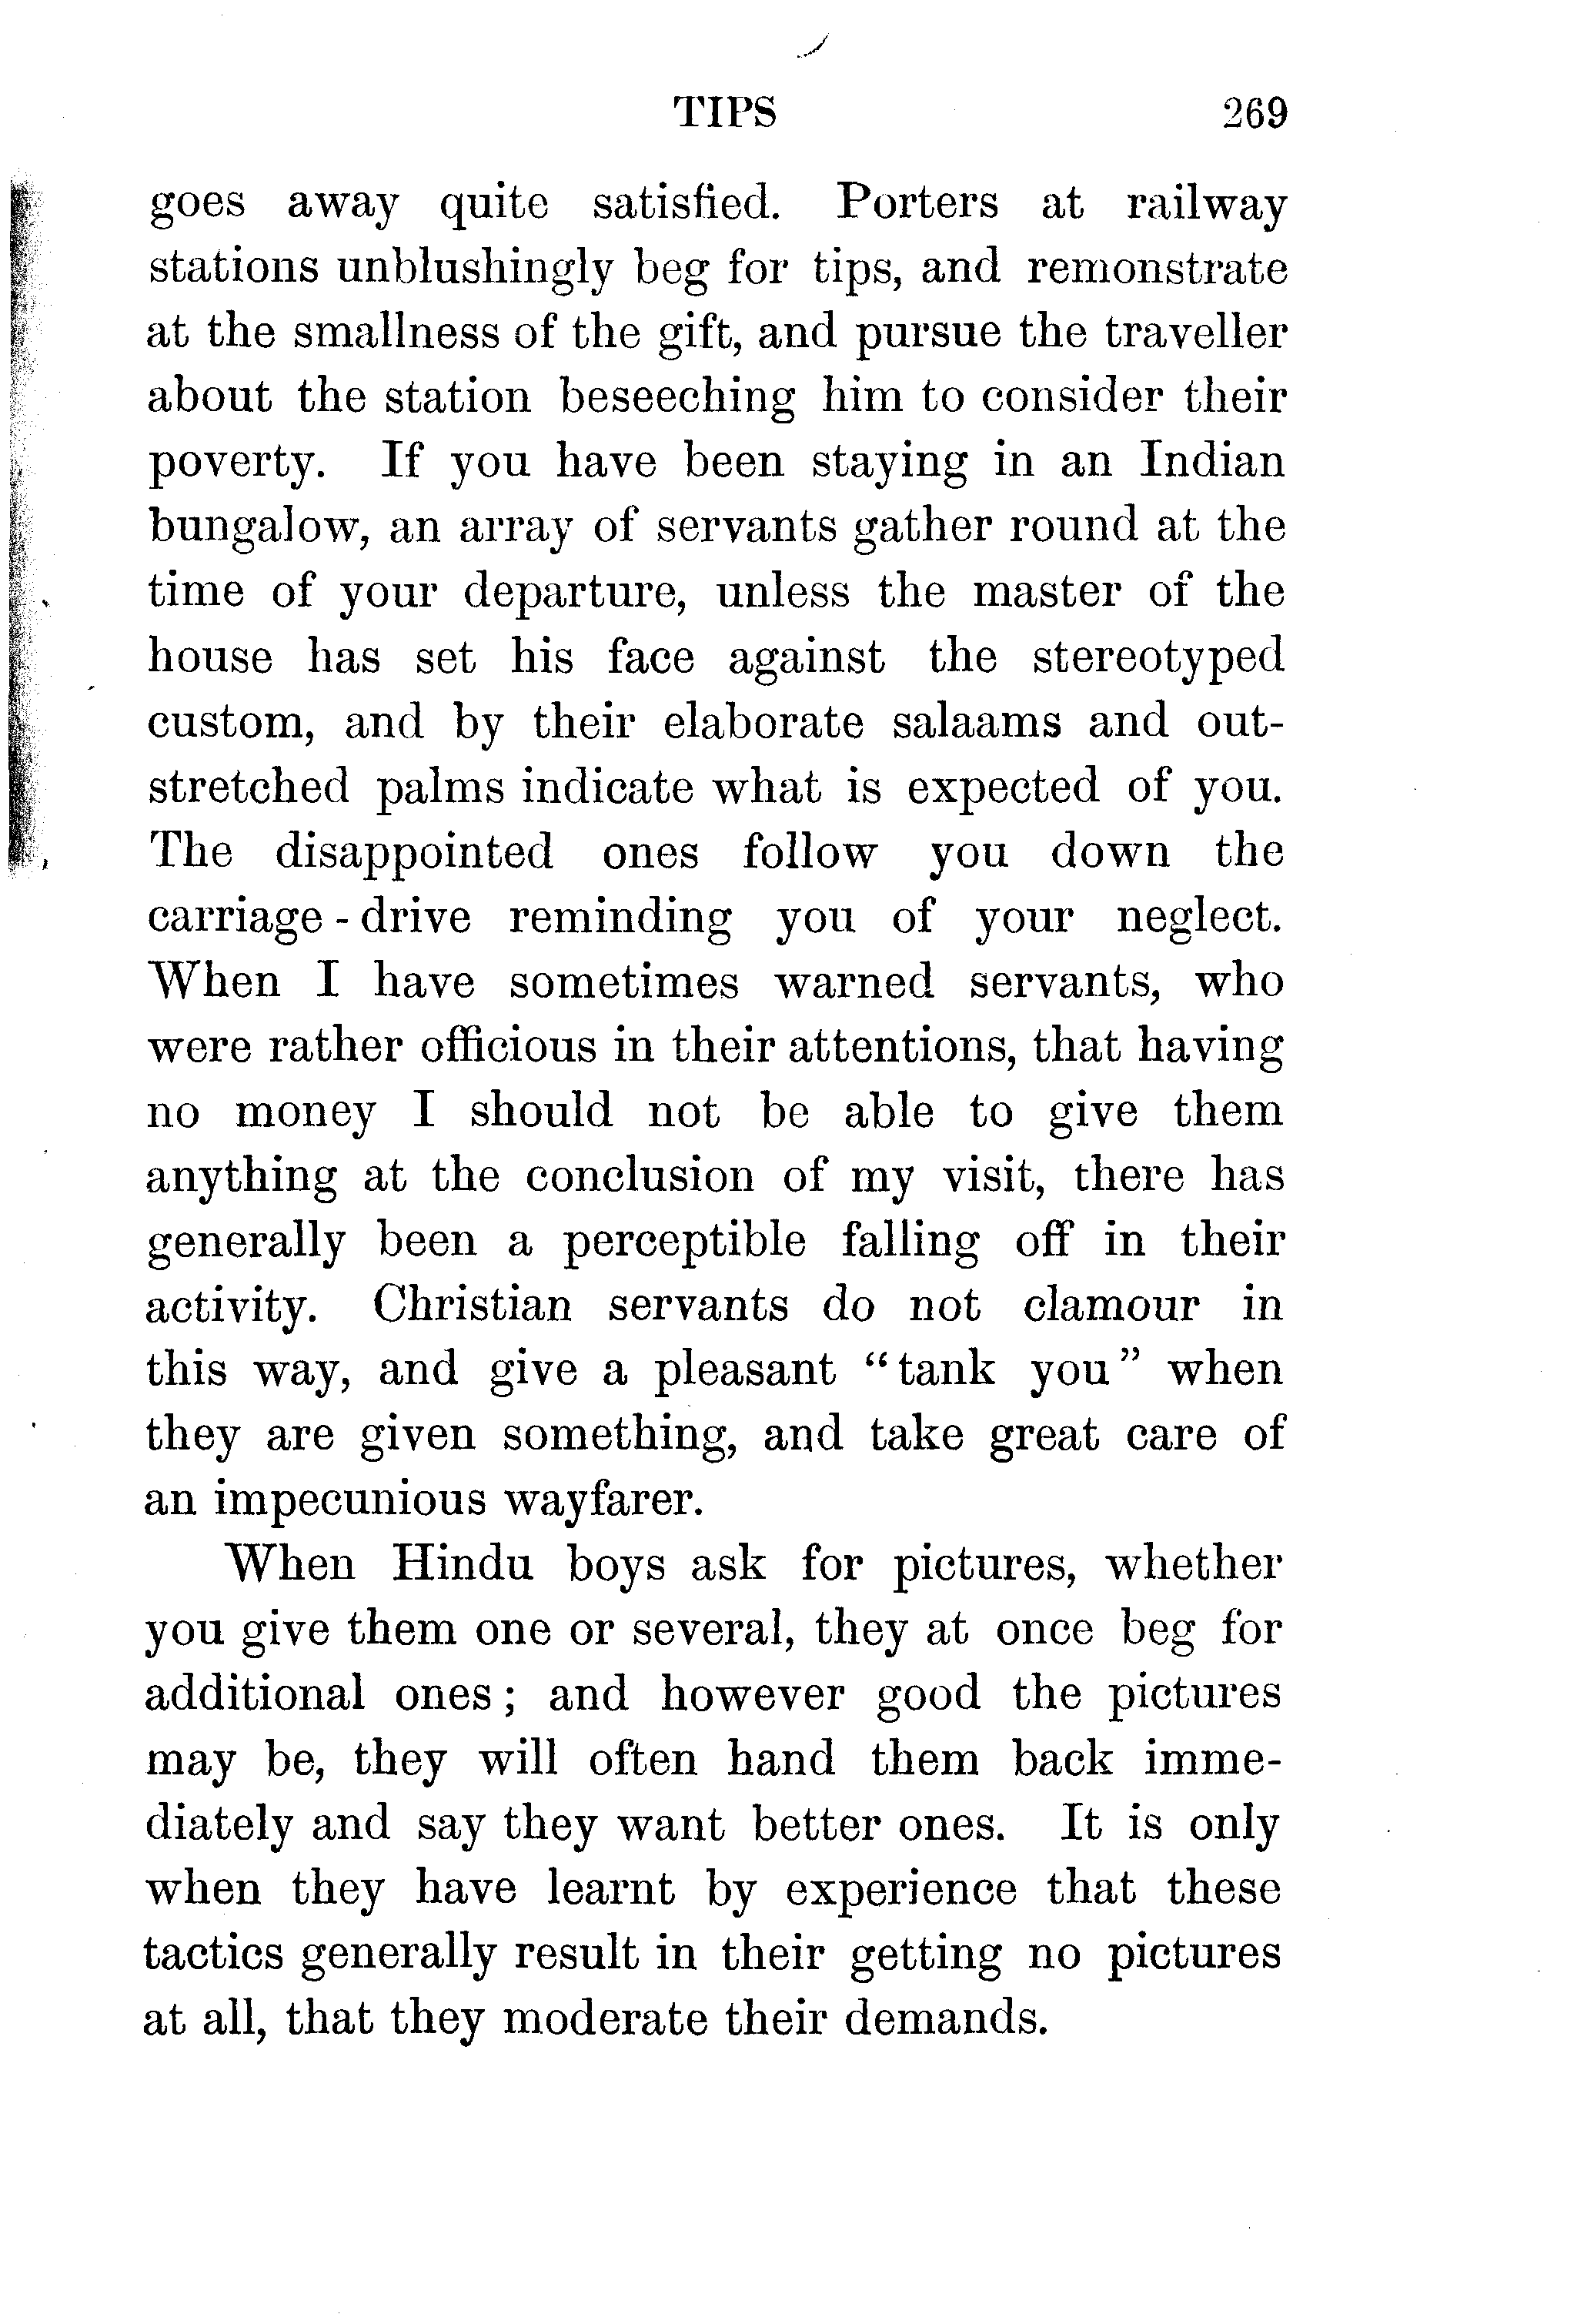 TIPS 269
goes away quite satisfied. Porters at railway
stations unblushingly beg for tips, and remonstrate
at the smallness of the gift, and pursue the traveller
about the station beseeching him to consider their
poverty. If you have been staying in an Indian
bungalow, an array of servants gather round at the
time of your departure, unless the master of the
house has set his face against the stereotyped
custom, and by their elaborate salaams and out-
stretched palms indicate what is expected of you.
The disappointed ones follow you down the
carriage-drive reminding you of your neglect.
When I have sometimes warned servants, who
were rather officious in their attentions, that having
no money I should not be able to give them
anything at the conclusion of my visit, there has
generally been a perceptible falling off in their
activity. Christian servants do not clamour in
this way, and give a pleasant “tank you” when
they are given something, and take great care of
an impecunious wayfarer.
When Hindu boys ask for pictures, whether
you give them one or several, they at once beg for
additional ones; and however good the pictures
may be, they will often hand them back imme-
diately and say they want better ones. It is only
when they have learnt by experience that these
tactics generally result in their getting no pictures
at all, that they moderate their demands.